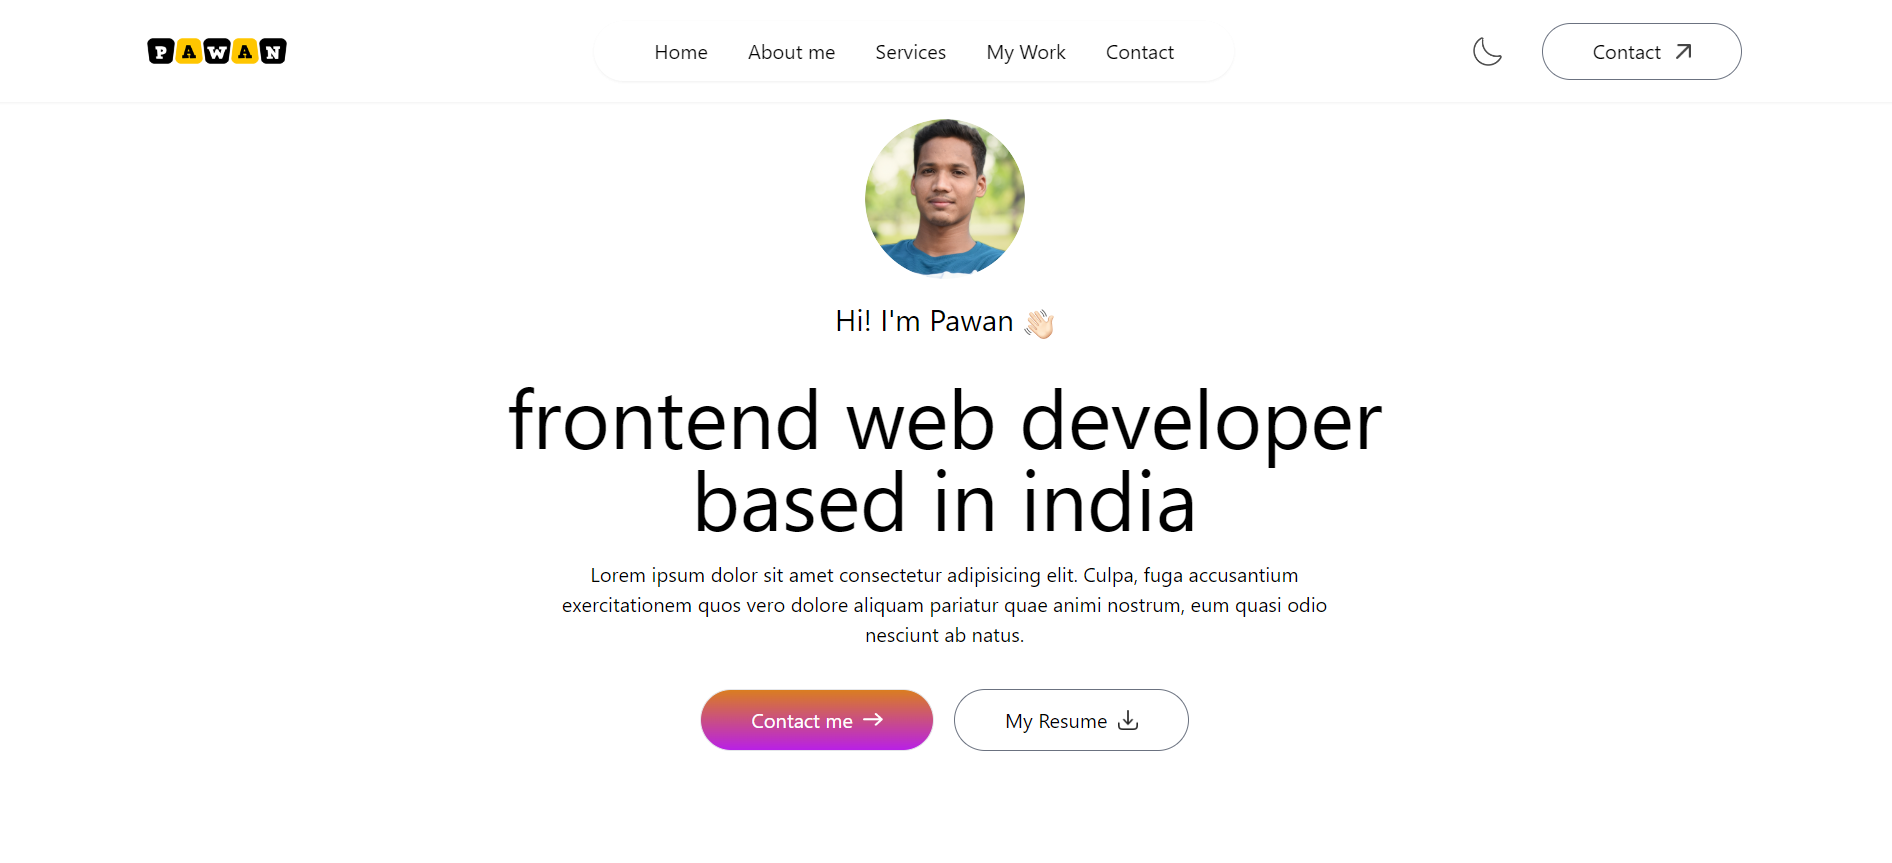 PAWAN
Home About me Services My Work Contact
Contact
Hi! I'm Pawan 👋🏻
frontend web developer
based in india
Lorem ipsum dolor sit amet consectetur adipisicing elit. Culpa, fuga accusantium
exercitationem quos vero dolore aliquam pariatur quae animi nostrum, eum quasi odio
nesciunt ab natus.
Contact me
My Resume